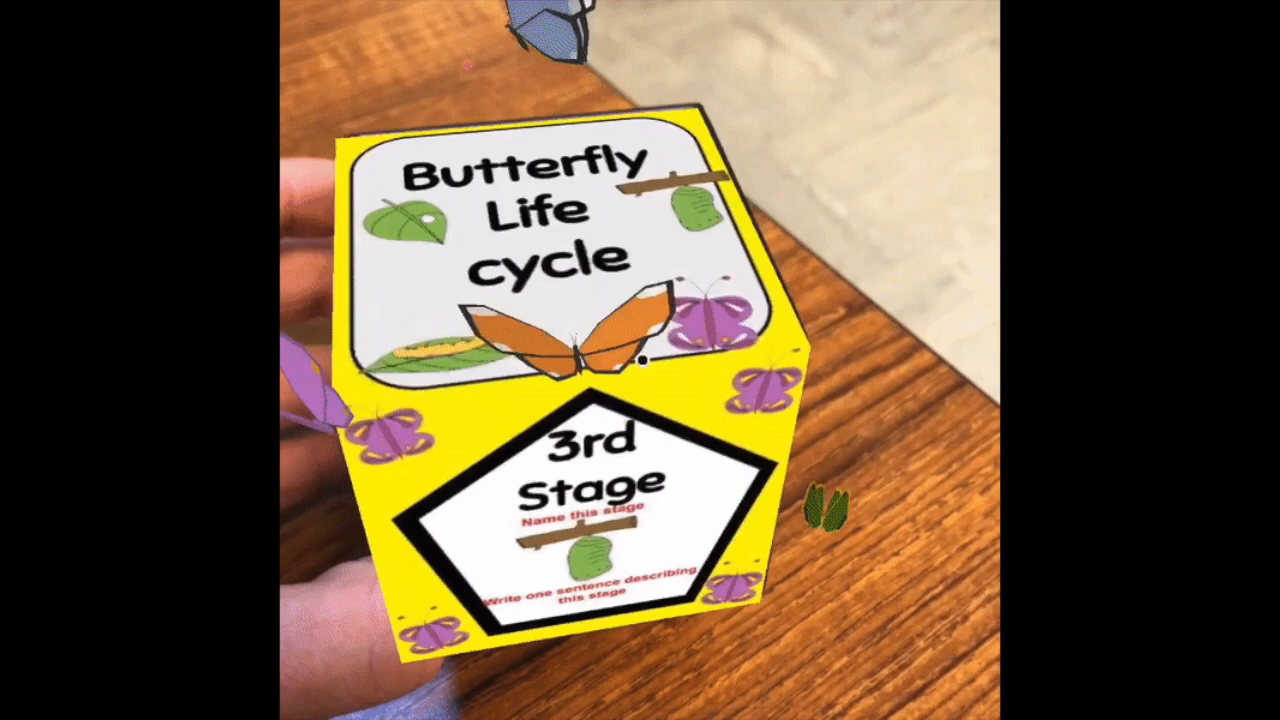 Butterfly
Life
cycle
3rd
Stage
Name this stage
Write one sentence describing
this stage